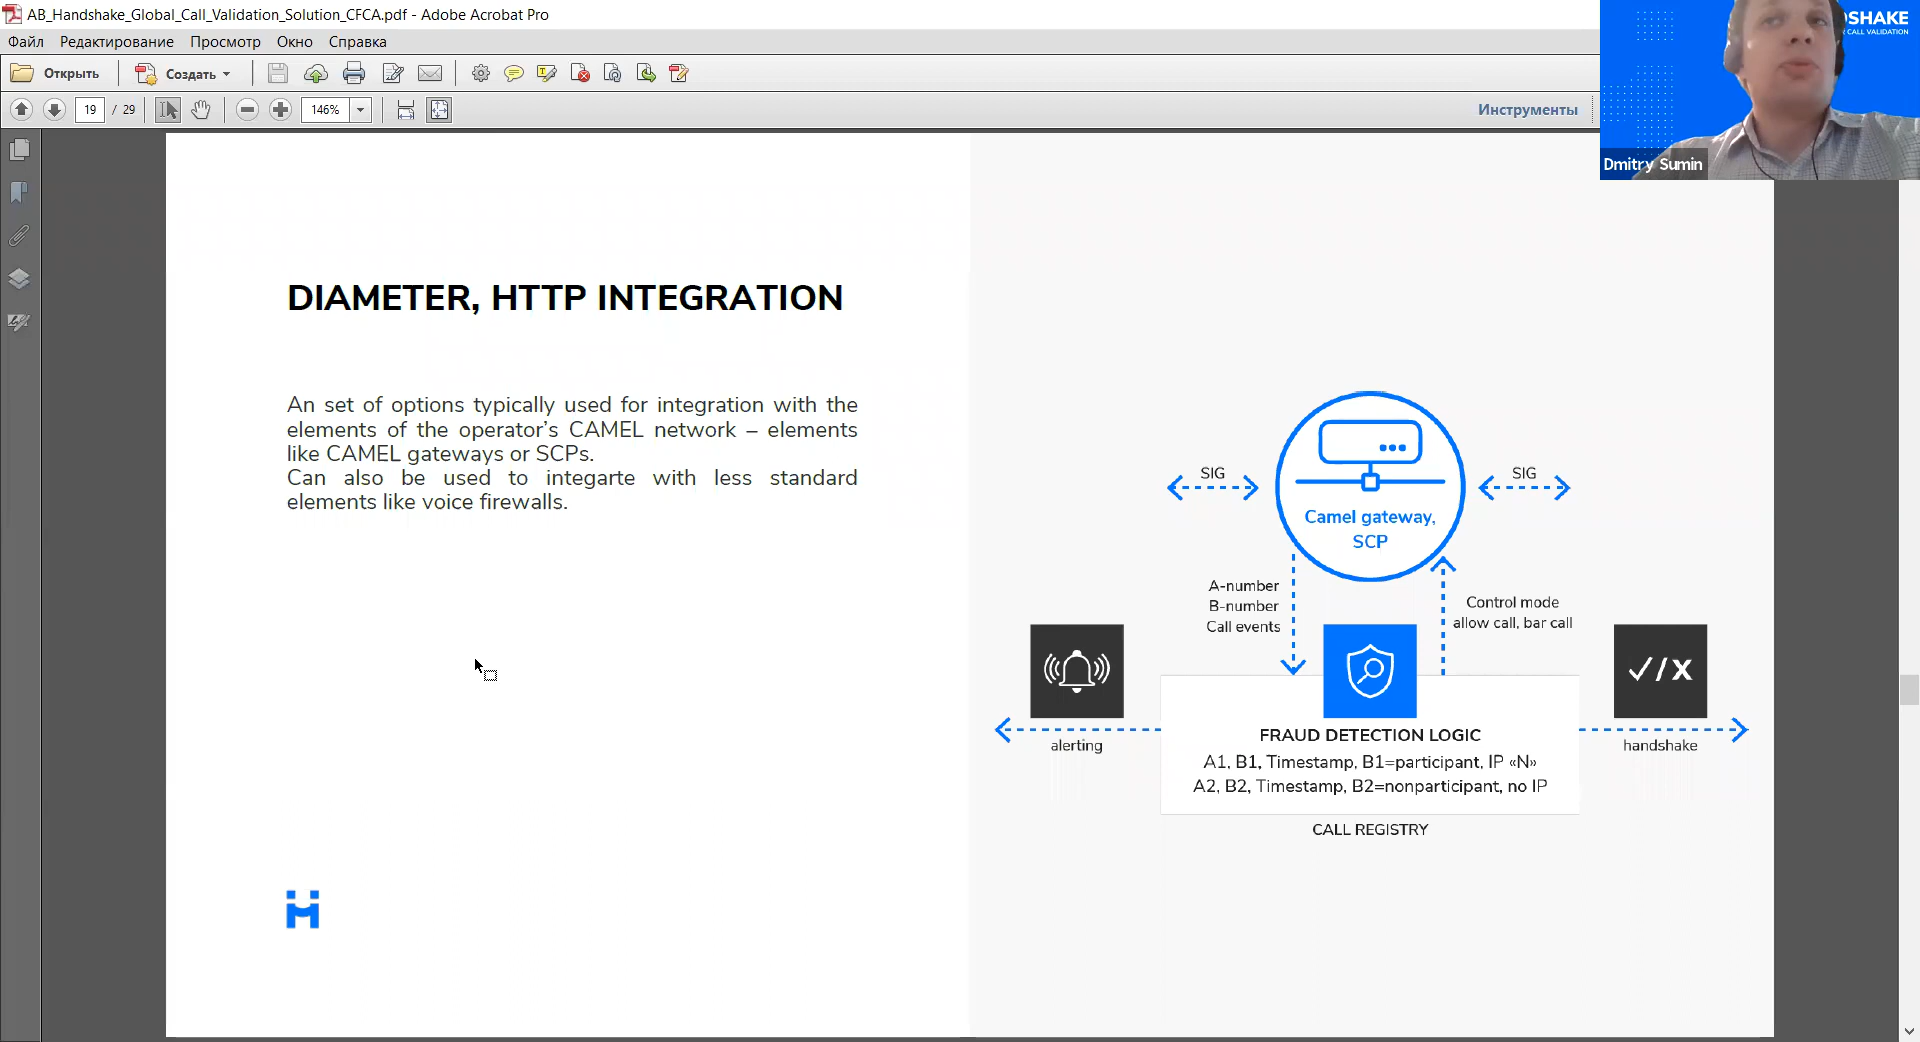 AB_Handshake_Global_Call_Validation_Solution_CFCA.pdf - Adobe Acrobat Pro
Файл Редактирование Просмотр Окно Справка
Открыть Создать
19 / 29 146% Инструменты
SHAKE
CALL VALIDATION
Dmitry Sumin
DIAMETER, HTTP INTEGRATION
An set of options typically used for integration with the
elements of the operator's CAMEL network – elements
like CAMEL gateways or SCPs.
Can also be used to integarte with less standard
elements like voice firewalls.
SIG
SIG
Camel gateway,
SCP
A-number
B-number
Call events
Control mode
allow call, bar call
✓/X
alerting
handshake
FRAUD DETECTION LOGIC
A1, B1, Timestamp, B1=participant, IP «N»
A2, B2, Timestamp, B2=nonparticipant, no IP
CALL REGISTRY